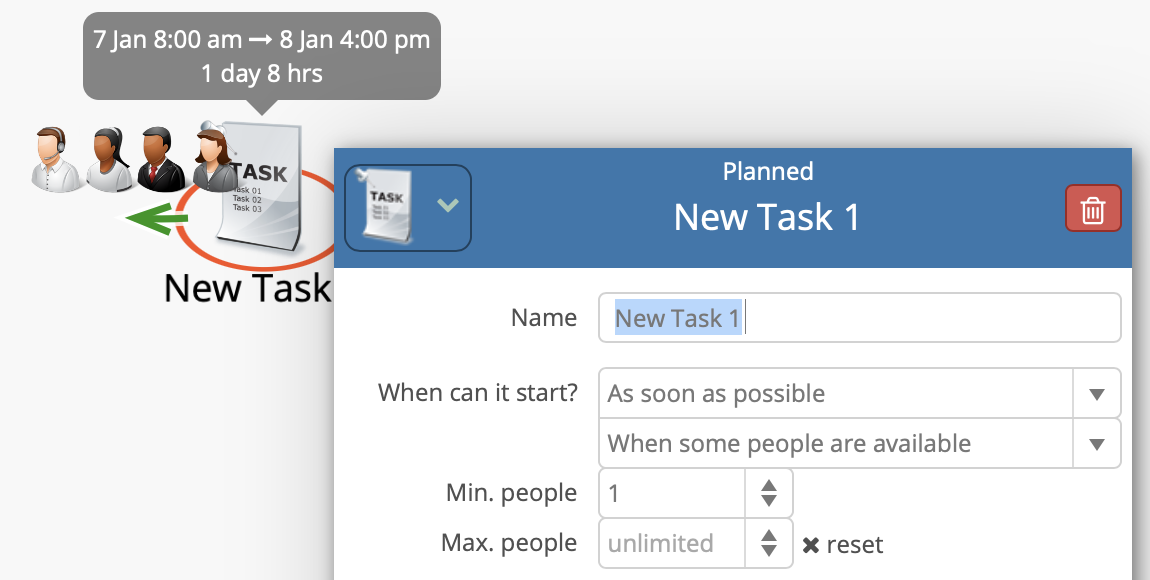 7 Jan 8:00 am → 8 Jan 4:00 pm
1 day 8 hrs
TASK
Task 01
Task 02
Task 03
New Task
TASK
Planned
New Task 1
Name New Task 1
When can it start? As soon as possible
When some people are available
Min. people 1
Max. people unlimited ✖ reset